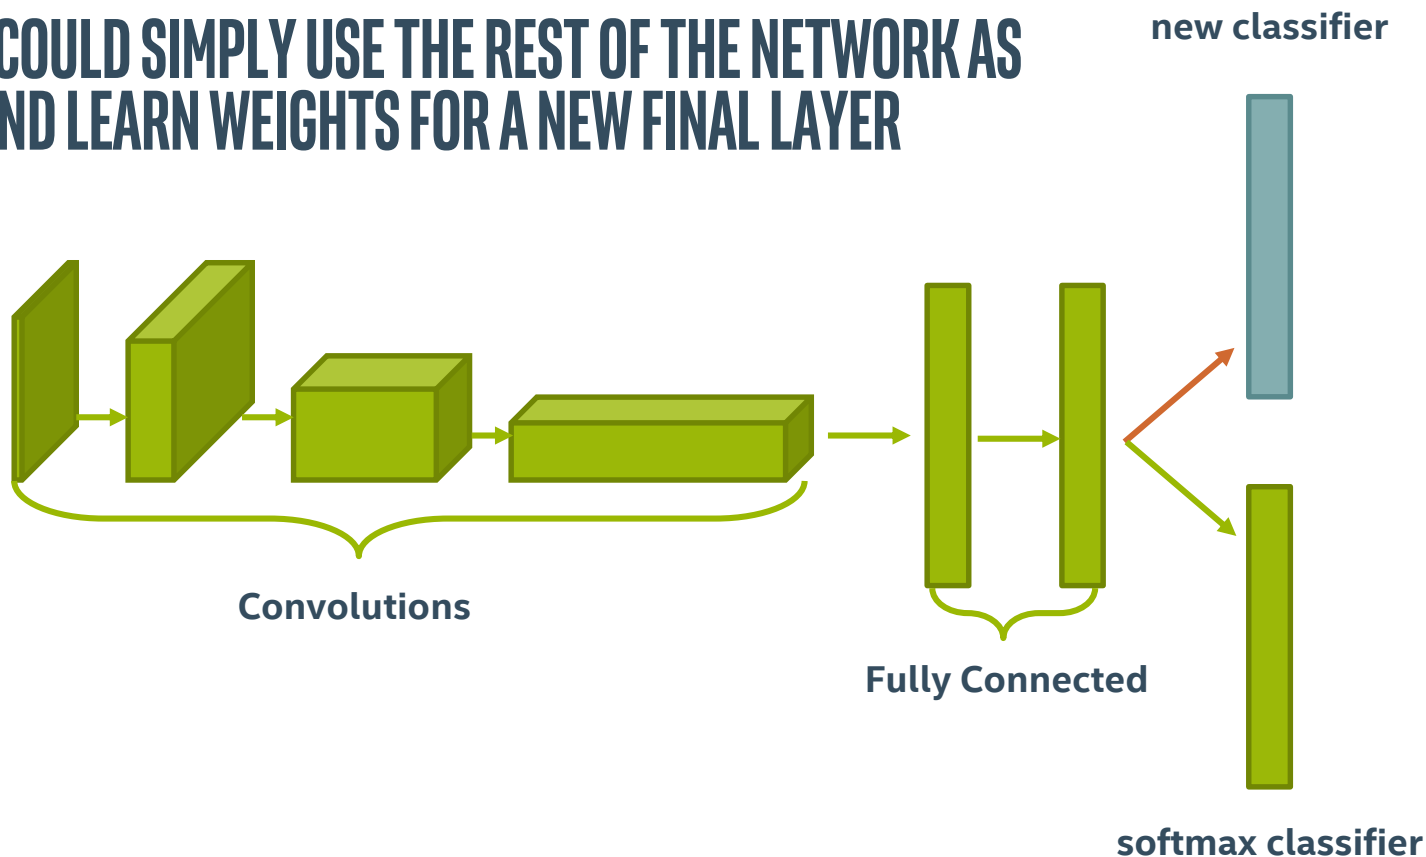 COULD SIMPLY USE THE REST OF THE NETWORK AS
ND LEARN WEIGHTS FOR A NEW FINAL LAYER
new classifier
Convolutions
Fully Connected
softmax classifier